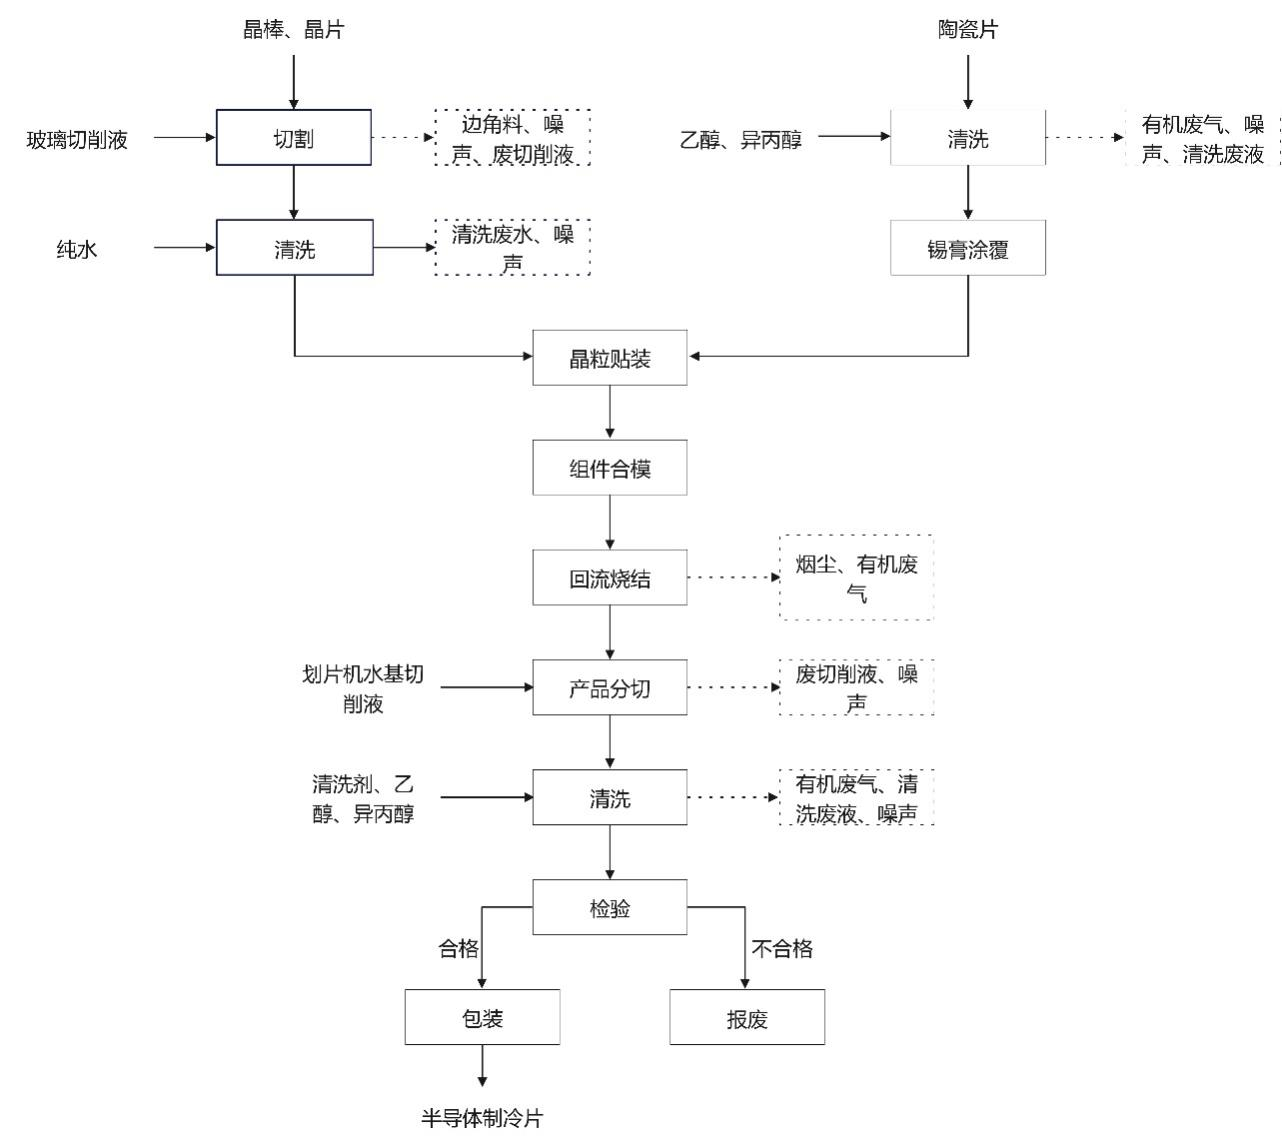 晶棒、晶片
陶瓷片
玻璃切削液
切割
边角料、噪
声、废切削液
乙醇、异丙醇
清洗
有机废气、噪
声、清洗废液
纯水
清洗
清洗废水、噪
声
锡膏涂覆
晶粒贴装
组件合模
回流烧结
烟尘、有机废
气
划片机水基切
削液
产品分切
废切削液、噪
声
清洗剂、乙
醇、异丙醇
清洗
有机废气、清
洗废液、噪声
检验
合格
不合格
包装
报废
半导体制冷片